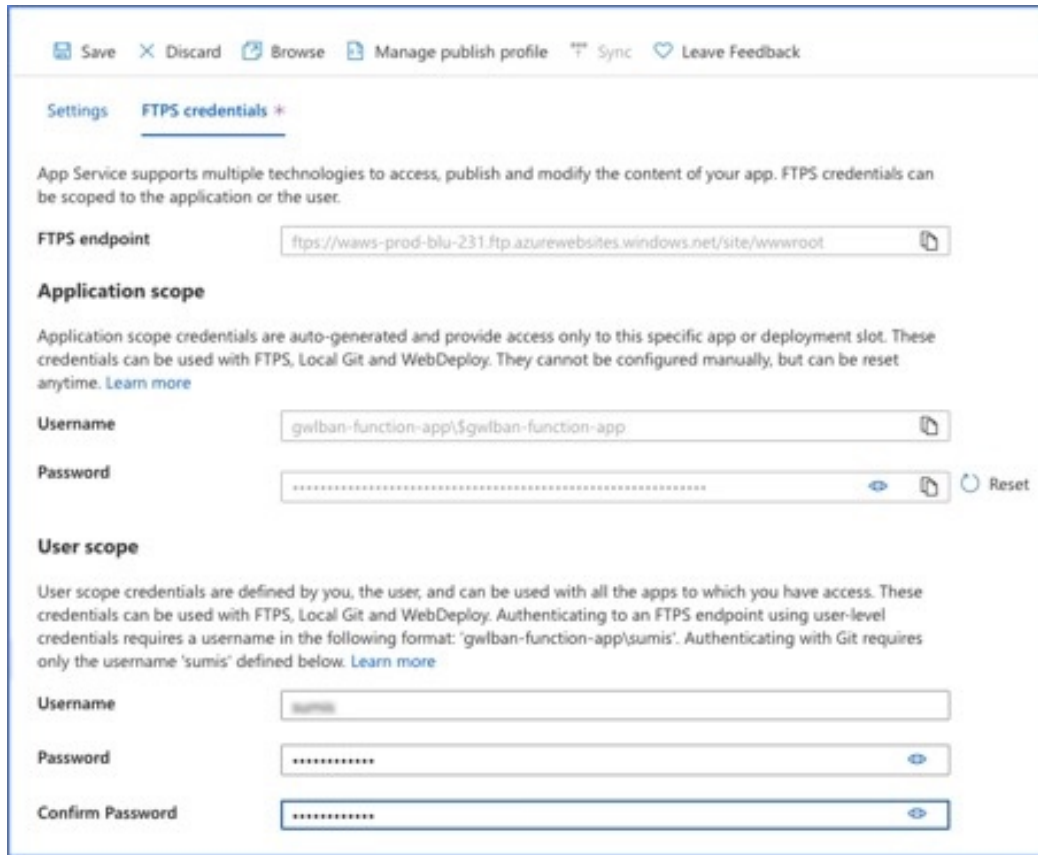 Save Discard Browse Manage publish profile Sync Leave Feedback
Settings FTPS credentials *
App Service supports multiple technologies to access, publish and modify the content of your app. FTPS credentials can
be scoped to the application or the user.
FTPS endpoint ftps://waws-prod-blu-231.ftp.azurewebsites.windows.net/site/wwwroot
Application scope
Application scope credentials are auto-generated and provide access only to this specific app or deployment slot. These
credentials can be used with FTPS, Local Git and WebDeploy. They cannot be configured manually, but can be reset
anytime. Learn more
Username gwlban-function-app\$gwlban-function-app
Password Reset
User scope
User scope credentials are defined by you, the user, and can be used with all the apps to which you have access. These
credentials can be used with FTPS, Local Git and WebDeploy. Authenticating to an FTPS endpoint using user-level
credentials requires a username in the following format: 'gwlban-function-app\sumis'. Authenticating with Git requires
only the username 'sumis' defined below. Learn more
Username
Password
Confirm Password